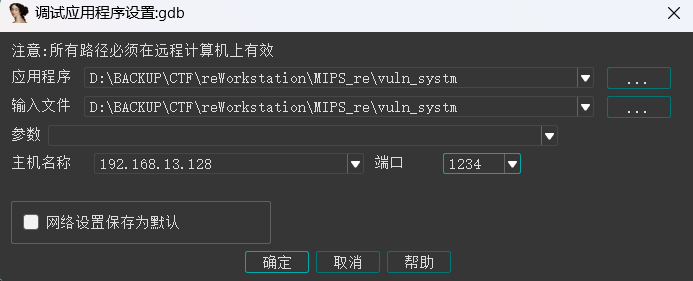 调试应用程序设置:gdb
注意:所有路径必须在远程计算机上有效
应用程序 D:\BACKUP\CTF\reWorkstation\MIPS_re\vuln_systm ...
输入文件 D:\BACKUP\CTF\reWorkstation\MIPS_re\vuln_systm ...
参数
主机名称 192.168.13.128 端口 1234
网络设置保存为默认
确定 取消 帮助